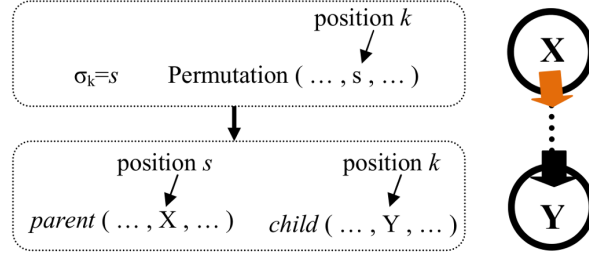 position k
σk=s Permutation ( … , s , … )
position s position k
parent ( … , X , … ) child ( … , Y , … )
X
Y